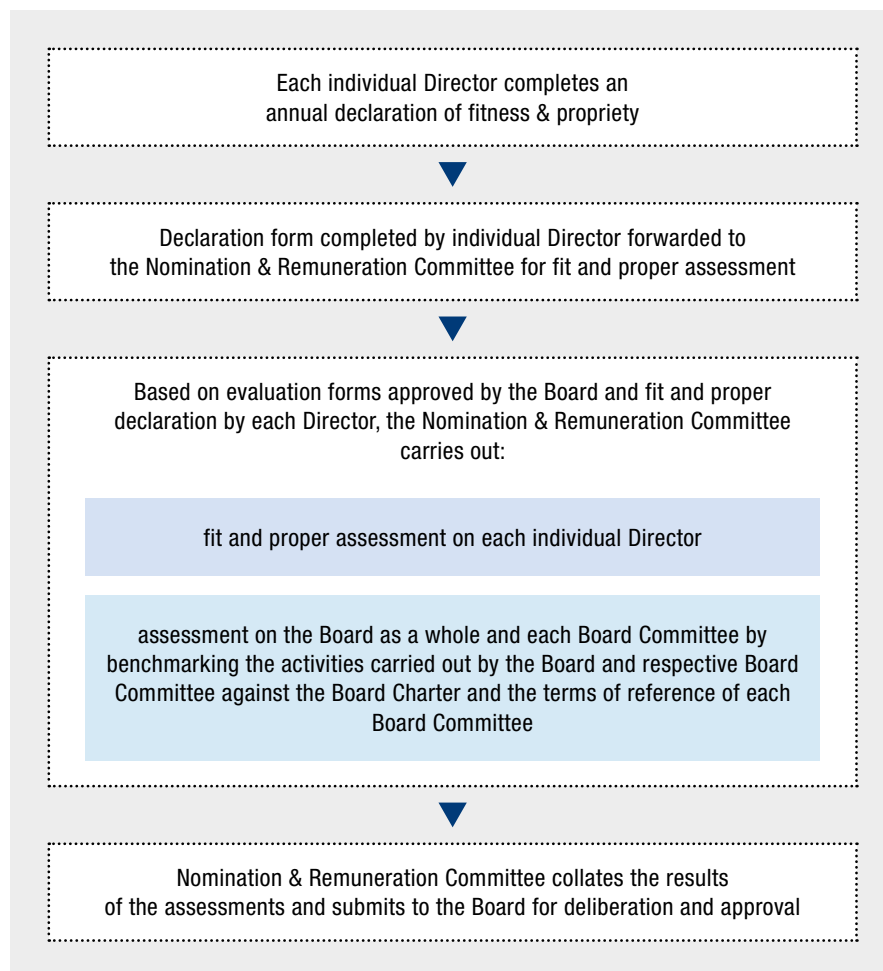 Each individual Director completes an
annual declaration of fitness & propriety
Declaration form completed by individual Director forwarded to
the Nomination & Remuneration Committee for fit and proper assessment
Based on evaluation forms approved by the Board and fit and proper
declaration by each Director, the Nomination & Remuneration Committee
carries out:
fit and proper assessment on each individual Director
assessment on the Board as a whole and each Board Committee by
benchmarking the activities carried out by the Board and respective Board
Committee against the Board Charter and the terms of reference of each
Board Committee
Nomination & Remuneration Committee collates the results
of the assessments and submits to the Board for deliberation and approval